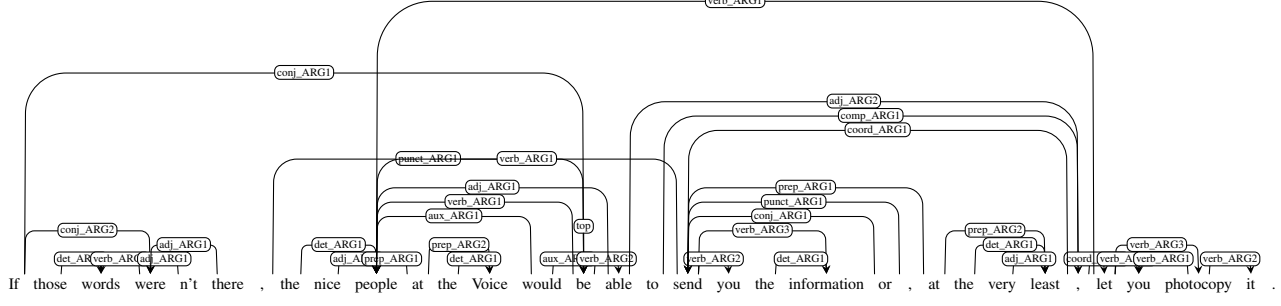 verb_ARG1
conj_ARG1
adj_ARG2
comp_ARG1
coord_ARG1
punct_ARG1 verb_ARG1
adj_ARG1 prep_ARG1
verb_ARG1 punct_ARG1
aux_ARG1 conj_ARG1
top
conj_ARG2 verb_ARG3 prep_ARG2
adj_ARG1 det_ARG1 prep_ARG2 det_ARG1 verb_ARG3
adj_ARG1 prep_ARG1 det_ARG1 verb_ARG2 verb_ARG2 det_ARG1 adj_ARG1 verb_ARG1 verb_ARG2
If those words were n't there , the nice people at the Voice would be able to send you the information or , at the very least , let you photocopy it .